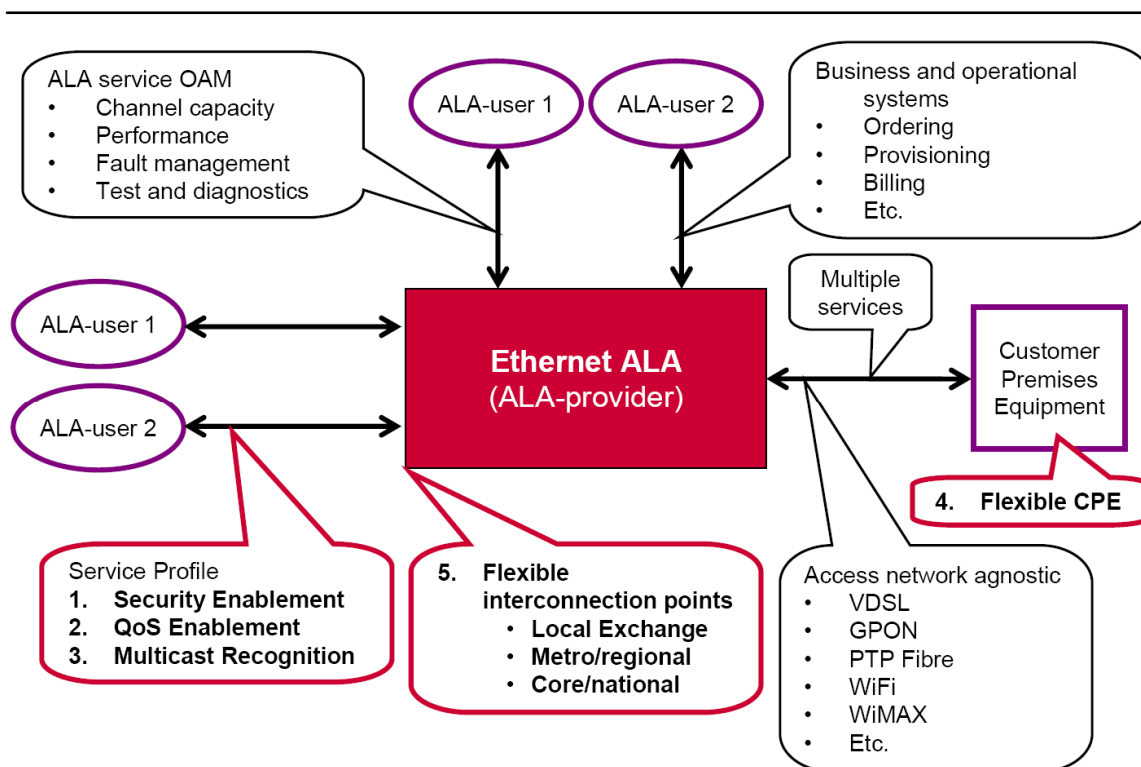 ALA service OAM
• Channel capacity
• Performance
• Fault management
• Test and diagnostics
ALA-user 1
ALA-user 2
Business and operational
systems
• Ordering
• Provisioning
• Billing
• Etc.
Multiple
services
ALA-user 1
ALA-user 2
Ethernet ALA
(ALA-provider)
Customer
Premises
Equipment
4. Flexible CPE
Service Profile
1. Security Enablement
2. QoS Enablement
3. Multicast Recognition
5. Flexible
interconnection points
• Local Exchange
• Metro/regional
• Core/national
Access network agnostic
• VDSL
• GPON
• PTP Fibre
• WiFi
• WiMAX
• Etc.